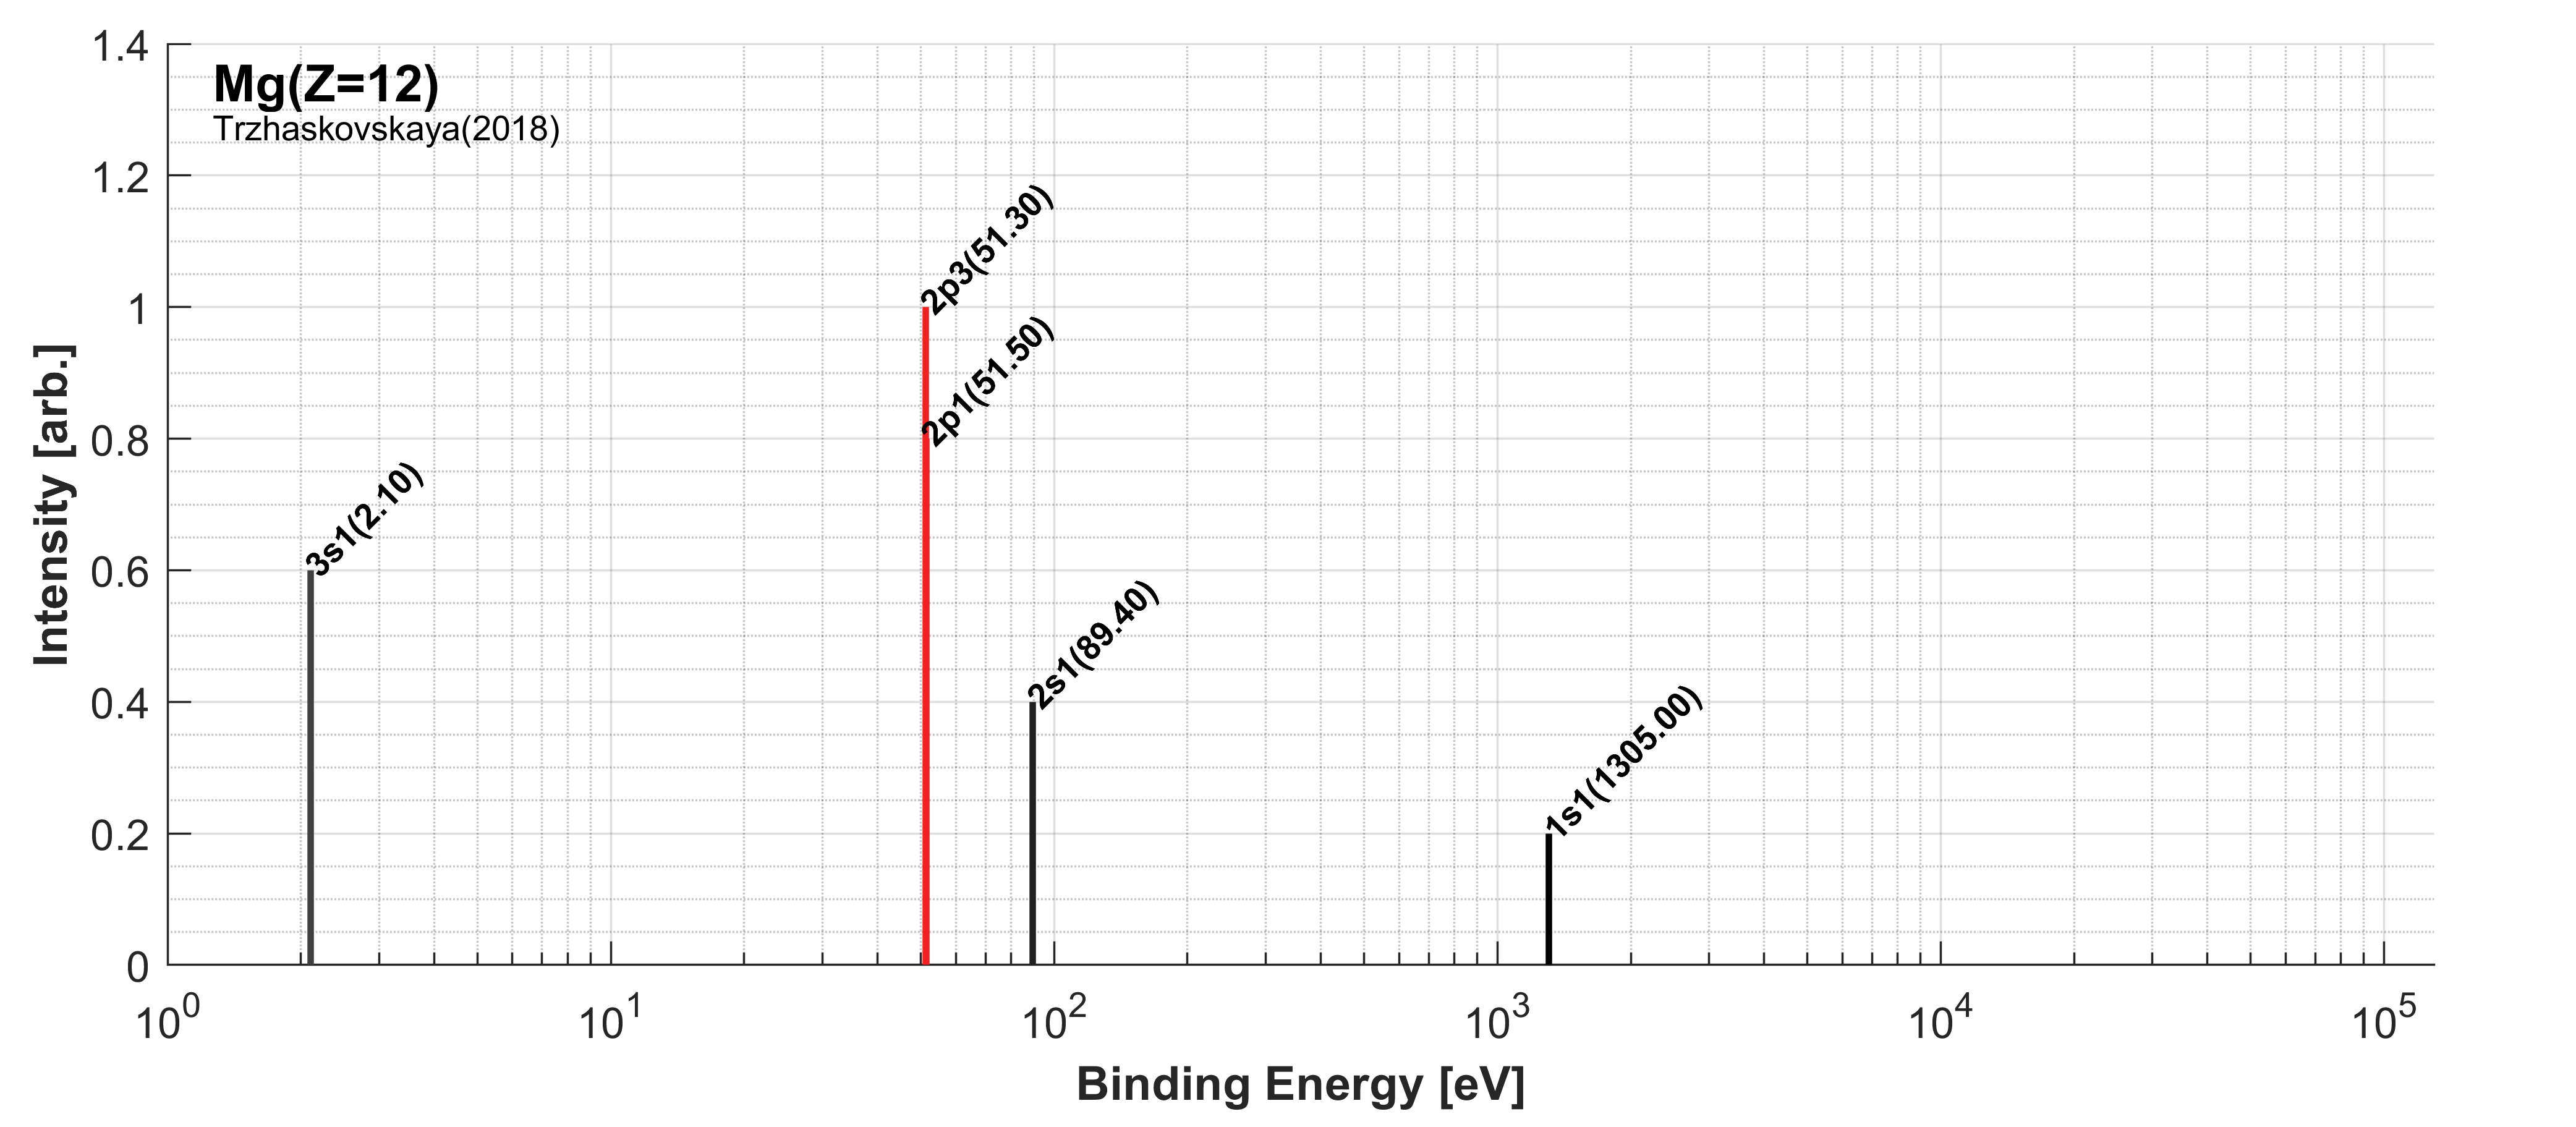 Mg(Z=12)
Trzhaskovskaya(2018)
1.4
1.2
1
0.8
0.6
0.4
0.2
0
Intensity [arb.]
3s1(2.10)
2p3(51.30)
2p1(51.50)
2s1(89.40)
1s1(1305.00)
10^0 10^1 10^2 10^3 10^4 10^5
Binding Energy [eV]